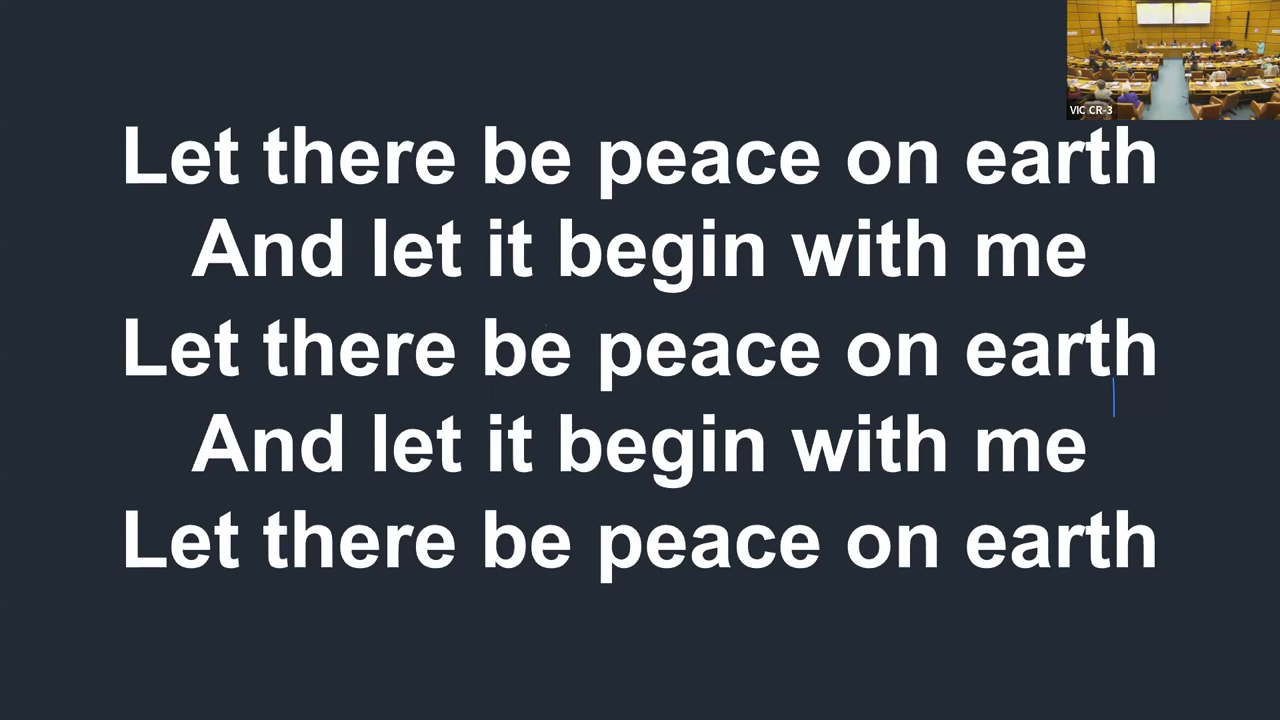 VIC CR-3
Let there be peace on earth
And let it begin with me
Let there be peace on earth
And let it begin with me
Let there be peace on earth